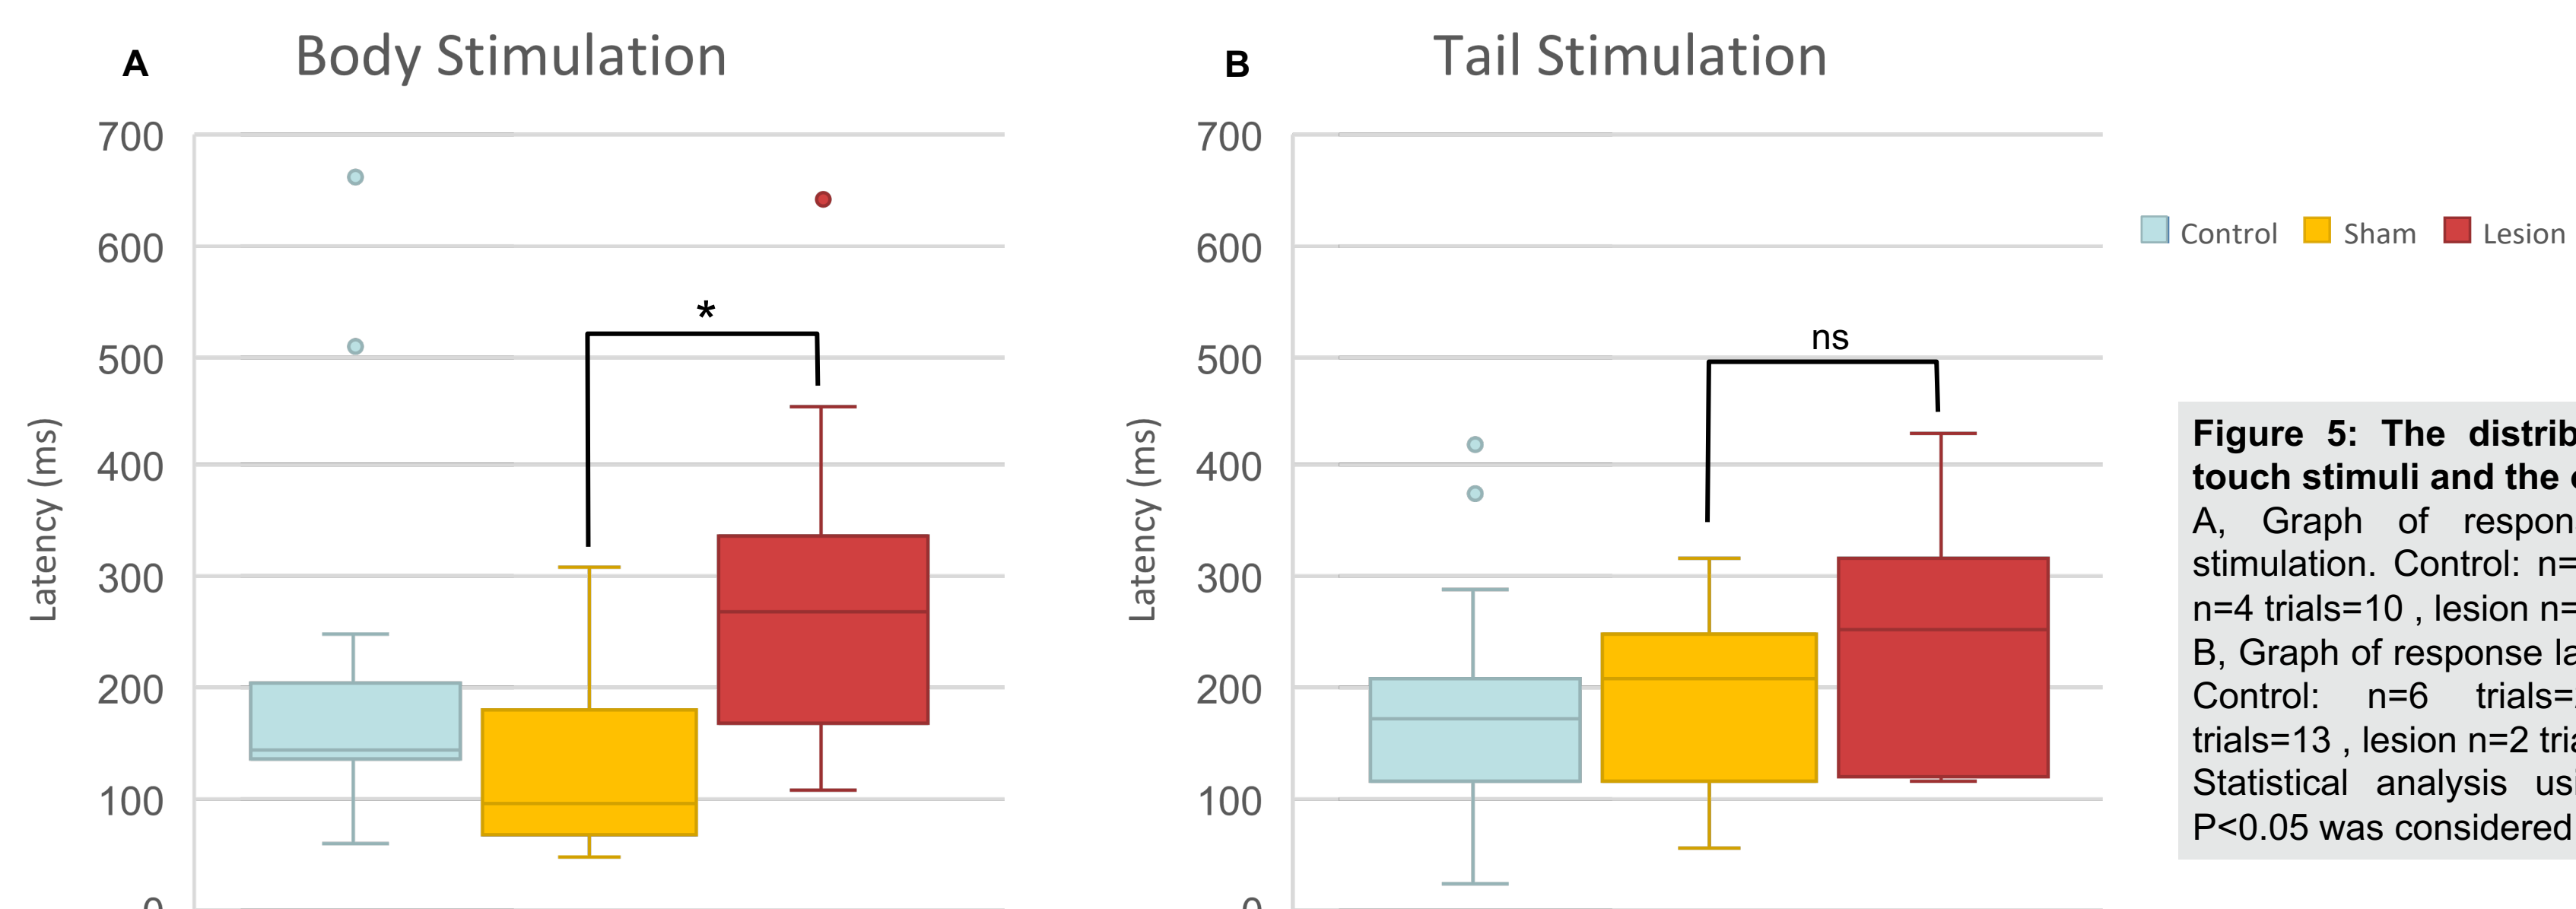 A
Body Stimulation
700
600
500
400
300
200
100
0
Latency (ms)
*
B
Tail Stimulation
700
600
500
400
300
200
100
0
Latency (ms)
ns
Control
Sham
Lesion
Figure 5: The distrib
touch stimuli and the
A, Graph of respon
stimulation. Control: n=
n=4 trials=10 , lesion n=
B, Graph of response la
Control: n=6 trials=
trials=13 , lesion n=2 tria
Statistical analysis usi
P<0.05 was considered